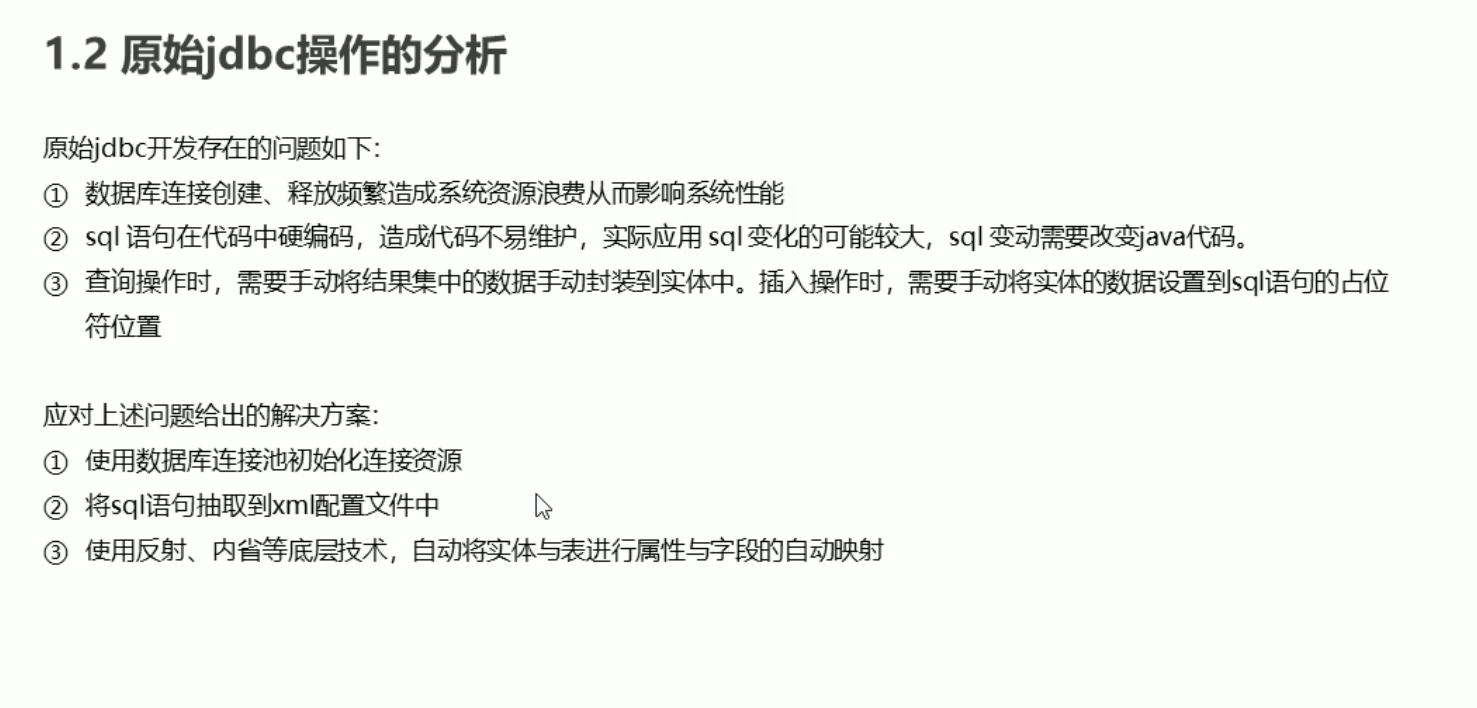 1.2 原始jdbc操作的分析
原始jdbc开发存在的问题如下：
① 数据库连接创建、释放频繁造成系统资源浪费从而影响系统性能
② sql 语句在代码中硬编码，造成代码不易维护，实际应用 sql 变化的可能较大，sql 变动需要改变java代码。
③ 查询操作时，需要手动将结果集中的数据手动封装到实体中。插入操作时，需要手动将实体的数据设置到sql语句的占位
符位置
应对上述问题给出的解决方案：
① 使用数据库连接池初始化连接资源
② 将sql语句抽取到xml配置文件中
③ 使用反射、内省等底层技术，自动将实体与表进行属性与字段的自动映射